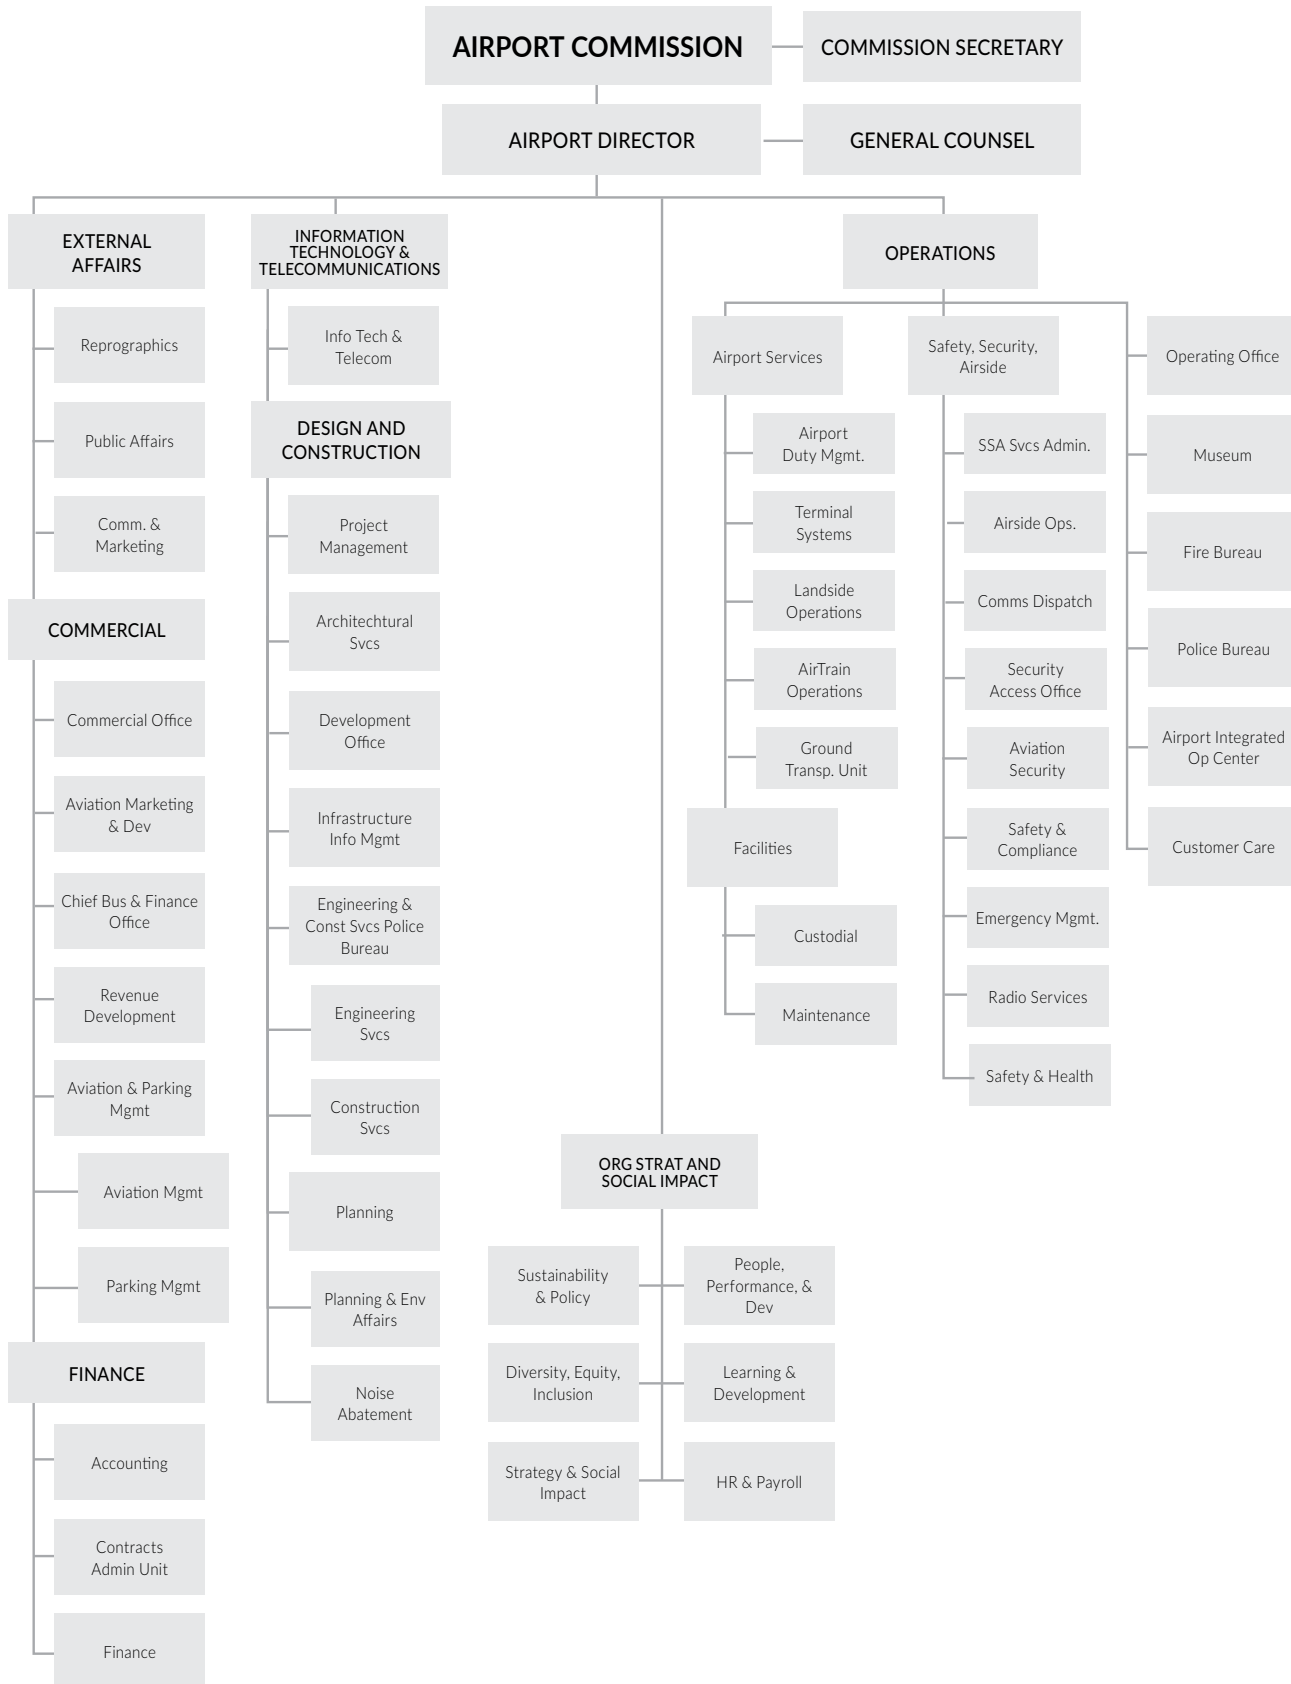 AIRPORT COMMISSION
COMMISSION SECRETARY
AIRPORT DIRECTOR
GENERAL COUNSEL
EXTERNAL
AFFAIRS
Reprographics
Public Affairs
Comm. &
Marketing
COMMERCIAL
Commercial Office
Aviation Marketing
& Dev
Chief Bus & Finance
Office
Revenue
Development
Aviation & Parking
Mgmt
Aviation Mgmt
Parking Mgmt
FINANCE
Accounting
Contracts
Admin Unit
Finance
INFORMATION
TECHNOLOGY &
TELECOMMUNICATIONS
Info Tech &
Telecom
DESIGN AND
CONSTRUCTION
Project
Management
Architechtural
Svcs
Development
Office
Infrastructure
Info Mgmt
Engineering &
Const Svcs Police
Bureau
Engineering
Svcs
Construction
Svcs
Planning
Planning & Env
Affairs
Noise
Abatement
ORG STRAT AND
SOCIAL IMPACT
Sustainability
& Policy
People,
Performance, &
Dev
Diversity, Equity,
Inclusion
Learning &
Development
Strategy & Social
Impact
HR & Payroll
OPERATIONS
Airport Services
Airport
Duty Mgmt.
Terminal
Systems
Landside
Operations
AirTrain
Operations
Ground
Transp. Unit
Facilities
Custodial
Maintenance
Safety, Security,
Airside
SSA Svcs Admin.
Airside Ops.
Comms Dispatch
Security
Access Office
Aviation
Security
Safety &
Compliance
Emergency Mgmt.
Radio Services
Safety & Health
Operating Office
Museum
Fire Bureau
Police Bureau
Airport Integrated
Op Center
Customer Care